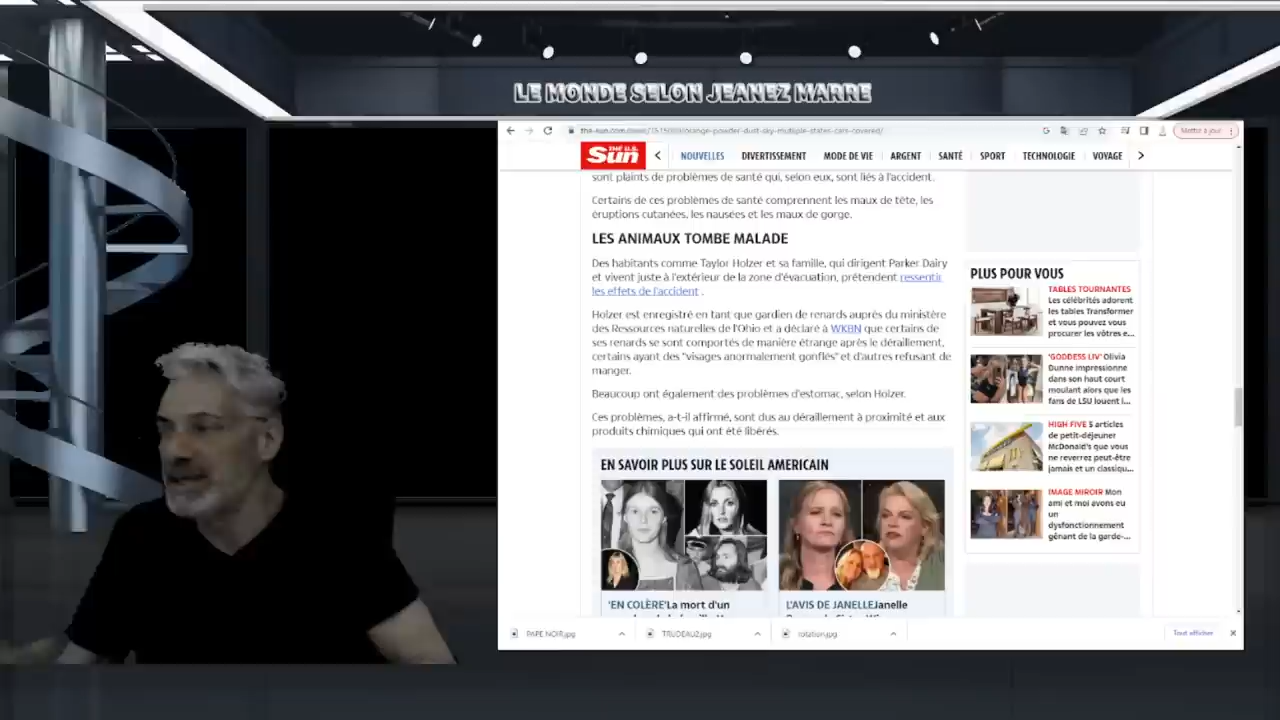 LE MONDE SELON JEANEZ MARRE
Mettre à jour
THE U.S.
Sun
NOUVELLES DIVERTISSEMENT MODE DE VIE ARGENT SANTÉ SPORT TECHNOLOGIE VOYAGE
sont plaints de problèmes de santé qui, selon eux, sont liés à l'accident.
Certains de ces problèmes de santé comprennent les maux de tête, les
éruptions cutanées, les nausées et les maux de gorge.
LES ANIMAUX TOMBE MALADE
Des habitants comme Taylor Holzer et sa famille, qui dirigent Parker Dairy
et vivent juste à l'extérieur de la zone d'évacuation, prétendent ressentir
les effets de l'accident .
Holzer est enregistré en tant que gardien de renards auprès du ministère
des Ressources naturelles de l'Ohio et a déclaré à WKBN que certains de
ses renards se sont comportés de manière étrange après le déraillement,
certains ayant des "visages anormalement gonflés" et d'autres refusant de
manger.
Beaucoup ont également des problèmes d'estomac, selon Holzer.
Ces problèmes, a-t-il affirmé, sont dus au déraillement à proximité et aux
produits chimiques qui ont été libérés.
EN SAVOIR PLUS SUR LE SOLEIL AMERICAIN
'EN COLÈRE'La mort d'un
L'AVIS DE JANELLEJanelle
PLUS POUR VOUS
TABLES TOURNANTES
Les célébrités adorent
les tables Transformer
et vous pouvez vous
procurer les vôtres e...
'GODDESS LIV' Olivia
Dunne impressionne
dans son haut court
moulant alors que les
fans de LSU louent l...
HIGH FIVE 5 articles
de petit-déjeuner
McDonald's que vous
ne reverrez peut-être
jamais et un classiqu...
IMAGE MIROIR Mon
ami et moi avons eu
un
dysfonctionnement
gênant de la garde-...
PAPE NOIR.jpg
TRUDEAU2.jpg
rotation.jpg
Tout afficher